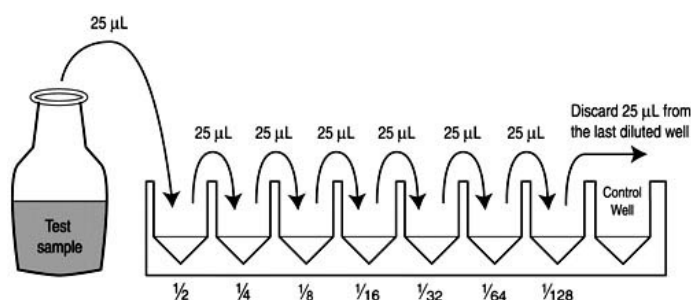 25 µL
25 µL 25 µL 25 µL 25 µL 25 µL 25 µL
Discard 25 µL from
the last diluted well
Test
sample
Control
Well
½ ¼ ⅛ 1/16 1/32 1/64 1/128